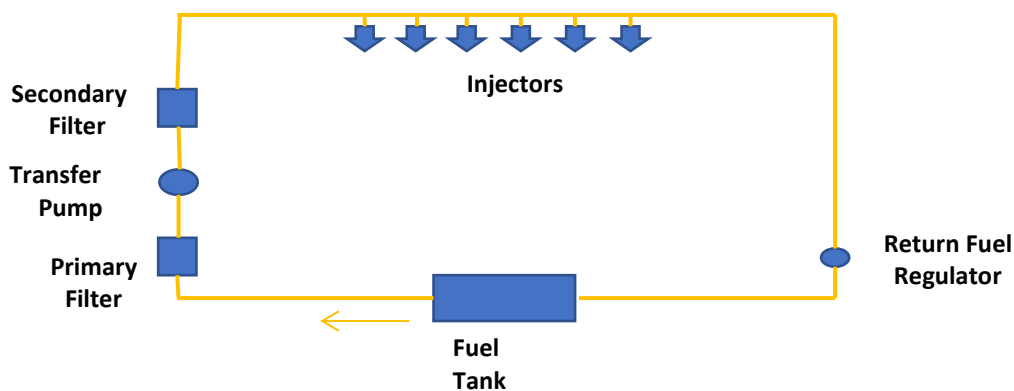 Injectors
Secondary
Filter
Transfer
Pump
Primary
Filter
Return Fuel
Regulator
Fuel
Tank